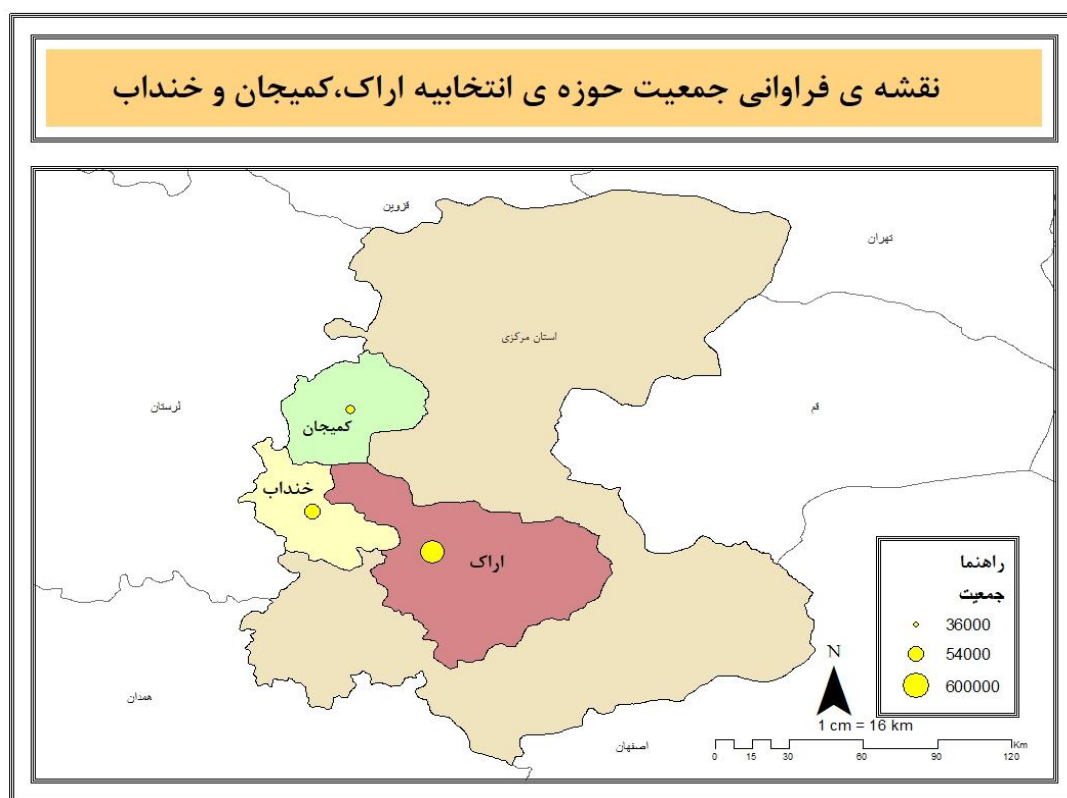 نقشه ی فراوانی جمعیت حوزه ی انتخابیه اراک،کمیجان و خنداب
قزوین
تهران
استان مرکزی
لرستان
قم
کمیجان
خنداب
اراک
همدان
اصفهان
راهنما
جمعیت
36000
54000
600000
N
1 cm = 16 km
0 15 30 60 90 120 Km